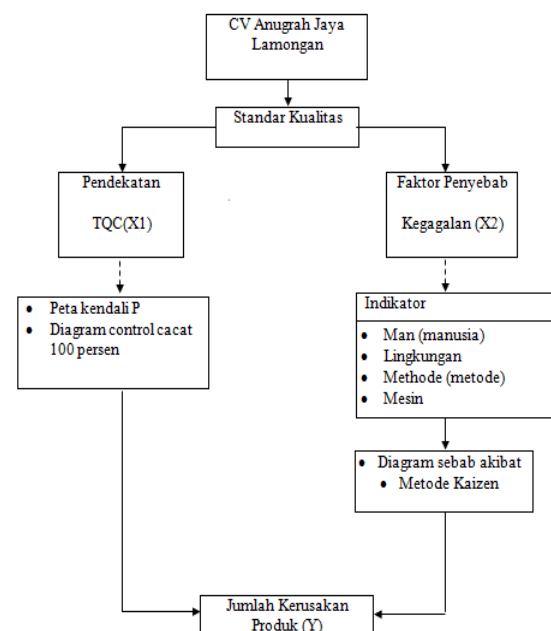 CV Anugrah Jaya
Lamongan
Standar Kualitas
Pendekatan
TQC(X1)
Faktor Penyebab
Kegagalan (X2)
• Peta kendali P
• Diagram control cacat
100 persen
Indikator
• Man (manusia)
• Lingkungan
• Methode (metode)
• Mesin
• Diagram sebab akibat
• Metode Kaizen
Jumlah Kerusakan
Produk (Y)